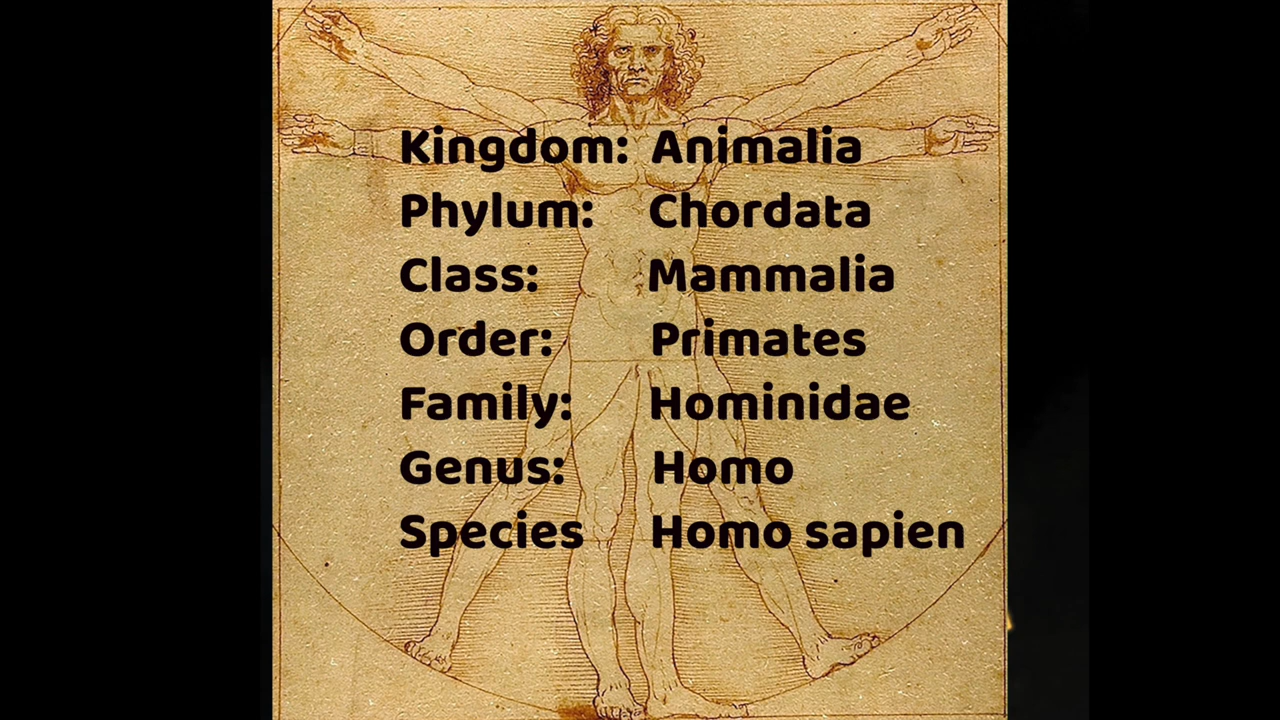 Kingdom: Animalia
Phylum: Chordata
Class: Mammalia
Order: Primates
Family: Hominidae
Genus: Homo
Species Homo sapien